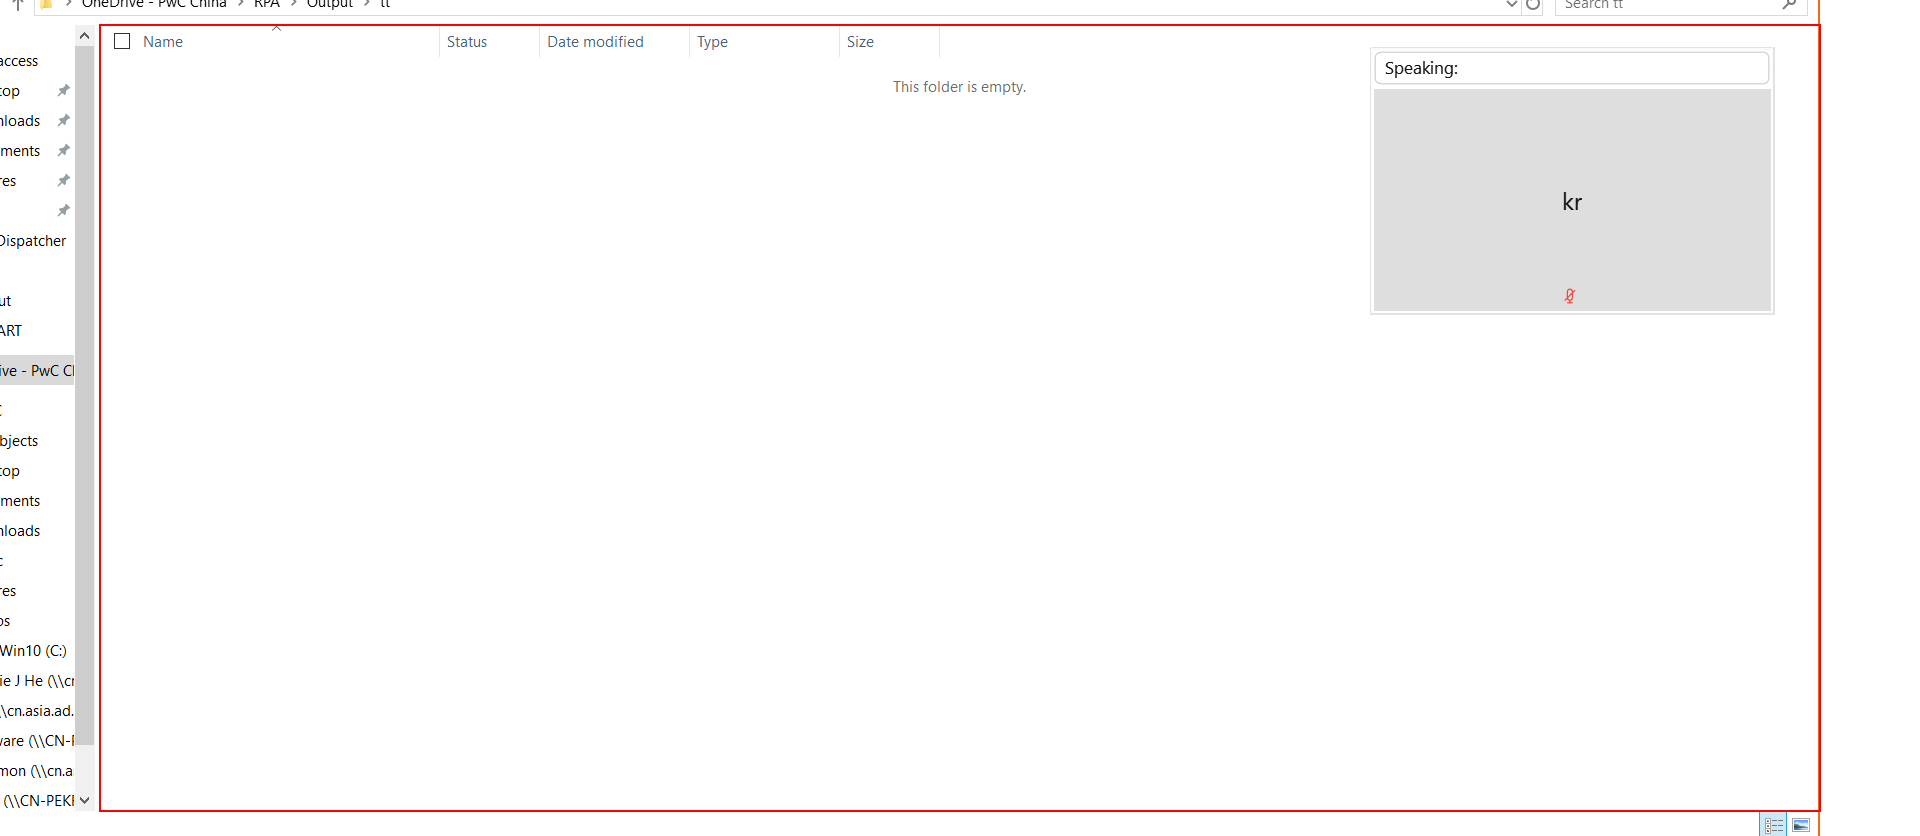 OneDrive - PwC China > RPA > Output > tt
Search tt
Name Status Date modified Type Size
This folder is empty.
Speaking:
kr
access
top
nloads
ments
res
Dispatcher
ut
ART
ive - PwC Cl
bjects
top
ments
nloads
c
res
os
Win10 (C:)
ie J He (\\cr
\cn.asia.ad.
vare (\\CN-F
mon (\\cn.a
(\\CN-PEK